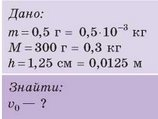 Дано:
m = 0,5 г = 0,5·10⁻³ кг
M = 300 г = 0,3 кг
h = 1,25 см = 0,0125 м
Знайти:
v₀ — ?